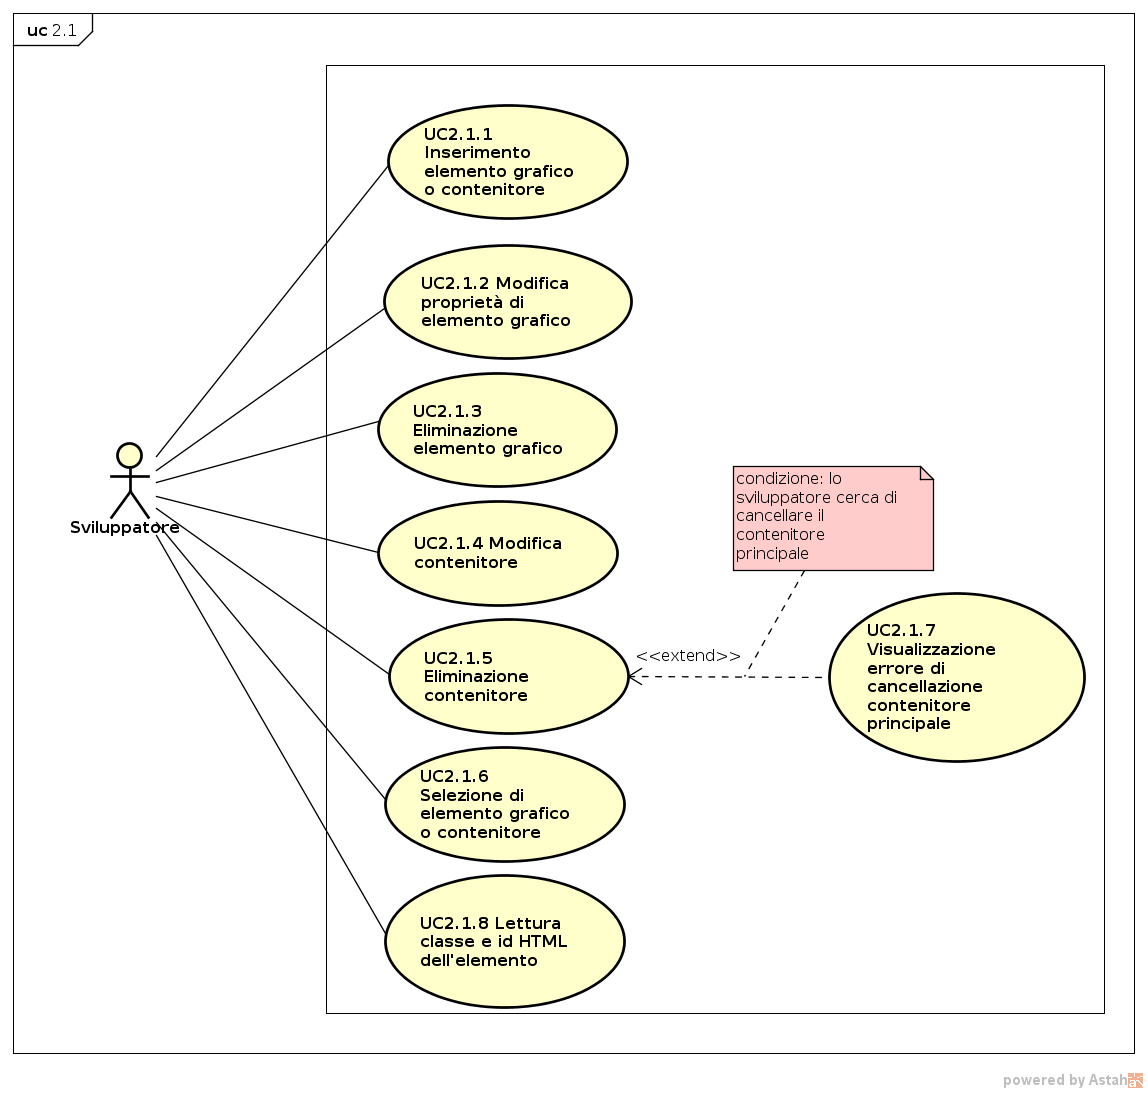 uc 2.1
UC2.1.1
Inserimento
elemento grafico
o contenitore
UC2.1.2 Modifica
proprietà di
elemento grafico
UC2.1.3
Eliminazione
elemento grafico
Sviluppatore
condizione: lo
sviluppatore cerca di
cancellare il
contenitore
principale
UC2.1.4 Modifica
contenitore
UC2.1.5
Eliminazione
contenitore
<<extend>>
UC2.1.7
Visualizzazione
errore di
cancellazione
contenitore
principale
UC2.1.6
Selezione di
elemento grafico
o contenitore
UC2.1.8 Lettura
classe e id HTML
dell'elemento
powered by Astah